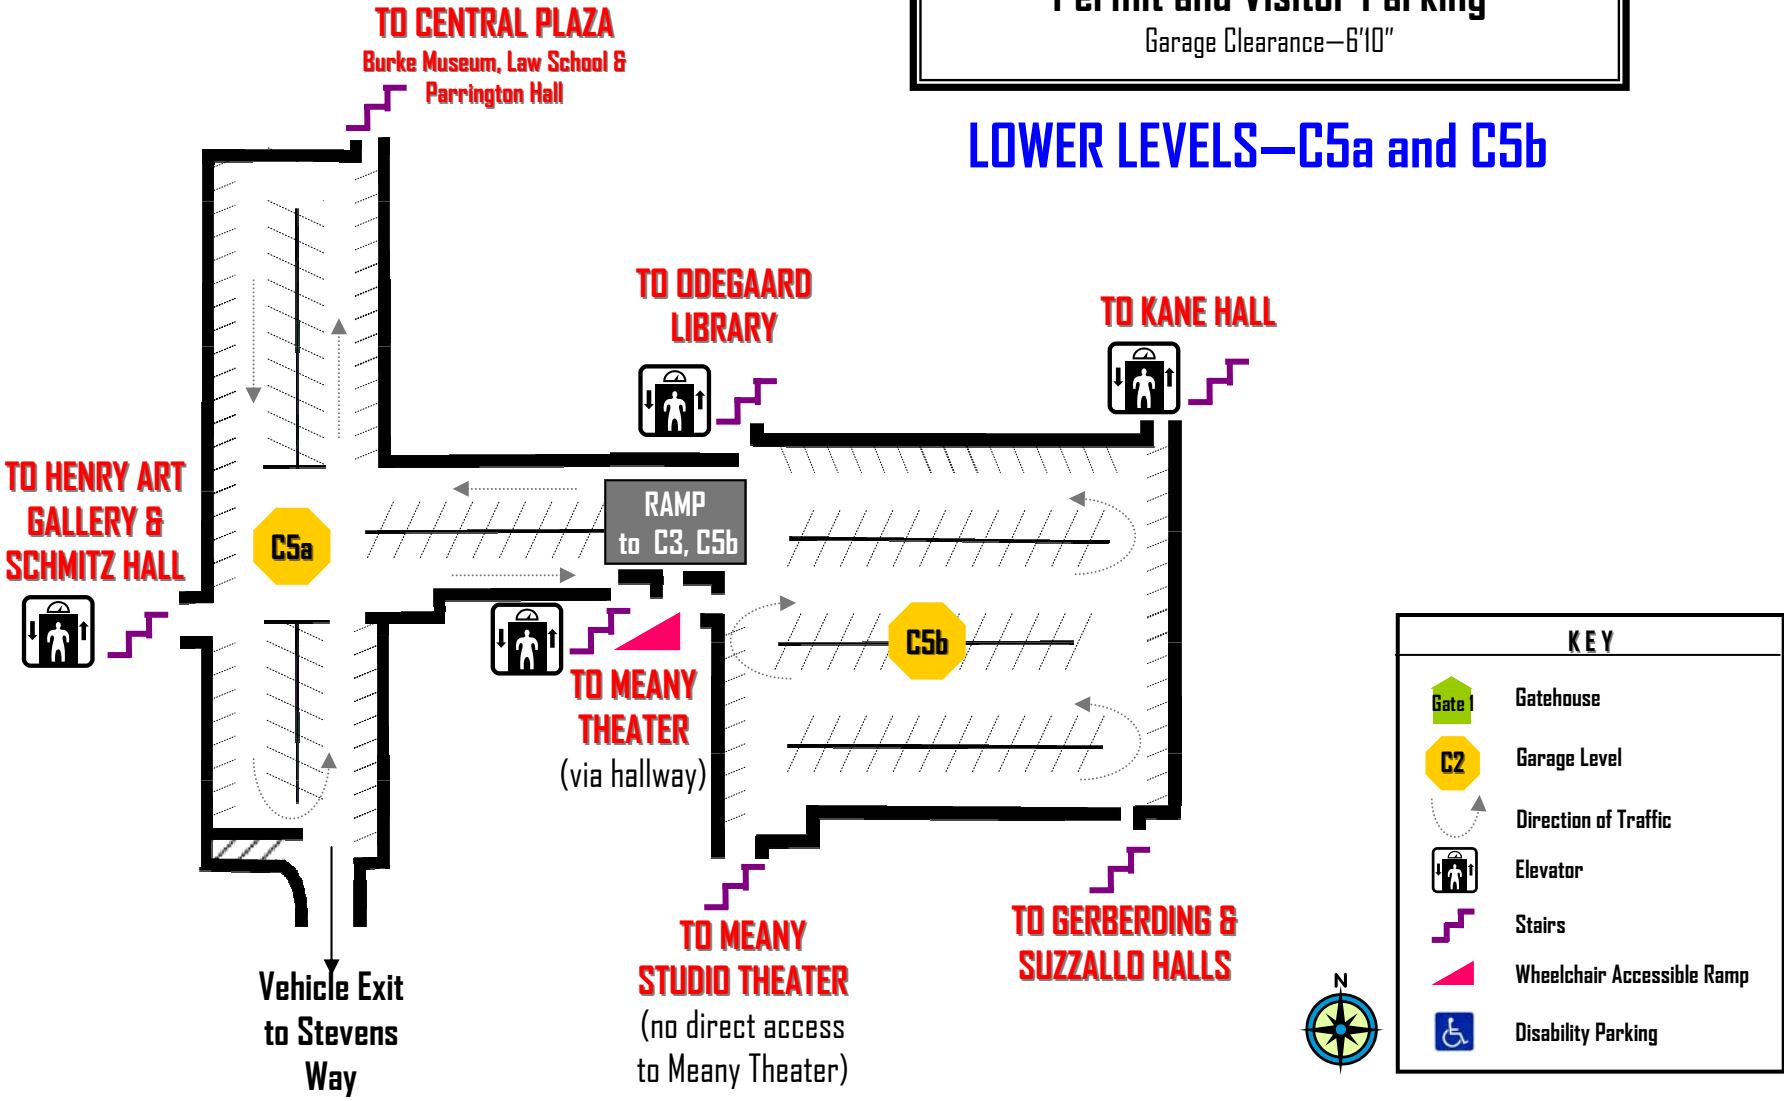 Permit and Visitor Parking
Garage Clearance—6'10"
LOWER LEVELS—C5a and C5b
TO CENTRAL PLAZA
Burke Museum, Law School &
Parrington Hall
TO ODEGAARD
LIBRARY
TO KANE HALL
TO HENRY ART
GALLERY &
SCHMITZ HALL
C5a
RAMP
to C3, C5b
C5b
TO MEANY
THEATER
(via hallway)
TO MEANY
STUDIO THEATER
(no direct access
to Meany Theater)
TO GERBERDING &
SUZZALLO HALLS
Vehicle Exit
to Stevens
Way
N
KEY
Gate 1
Gatehouse
C2
Garage Level
Direction of Traffic
Elevator
Stairs
Wheelchair Accessible Ramp
Disability Parking